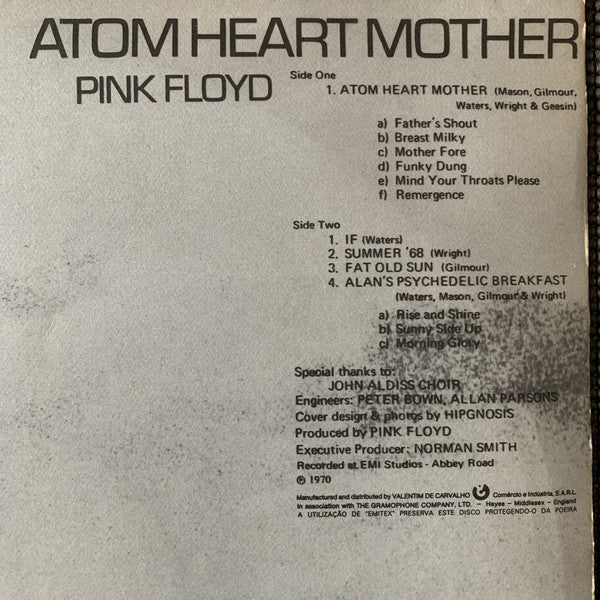 ATOM HEART MOTHER
PINK FLOYD
Side One
1. ATOM HEART MOTHER (Mason, Gilmour,
Waters, Wright & Geesin)
a) Father's Shout
b) Breast Milky
c) Mother Fore
d) Funky Dung
e) Mind Your Throats Please
f) Remergence
Side Two
1. IF (Waters)
2. SUMMER '68 (Wright)
3. FAT OLD SUN (Gilmour)
4. ALAN'S PSYCHEDELIC BREAKFAST
(Waters, Mason, Gilmour & Wright)
a) Rise and Shine
b) Sunny Side Up
c) Morning Glory
Special thanks to:
JOHN ALDISS CHOIR
Engineers: PETER BOWN, ALLAN PARSONS
Cover design & photos by HIPGNOSIS
Produced by PINK FLOYD
Executive Producer: NORMAN SMITH
Recorded at EMI Studios - Abbey Road
℗ 1970
Manufactured and distributed by VALENTIM DE CARVALHO Comércio e Indústria, S.A.R.L.
In association with THE GRAMOPHONE COMPANY, LTD. – Hayes – Middlesex – England
A UTILIZAÇÃO DE "EMITEX" PRESERVA ESTE DISCO PROTEGENDO-O DA POEIRA